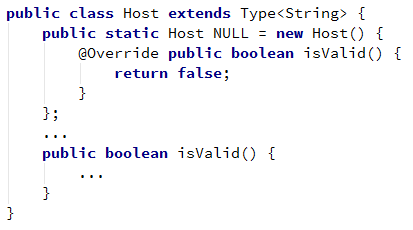 public class Host extends Type<String> {
    public static Host NULL = new Host() {
        @Override public boolean isValid() {
            return false;
        }
    };
    ...
    public boolean isValid() {
        ...
    }
}